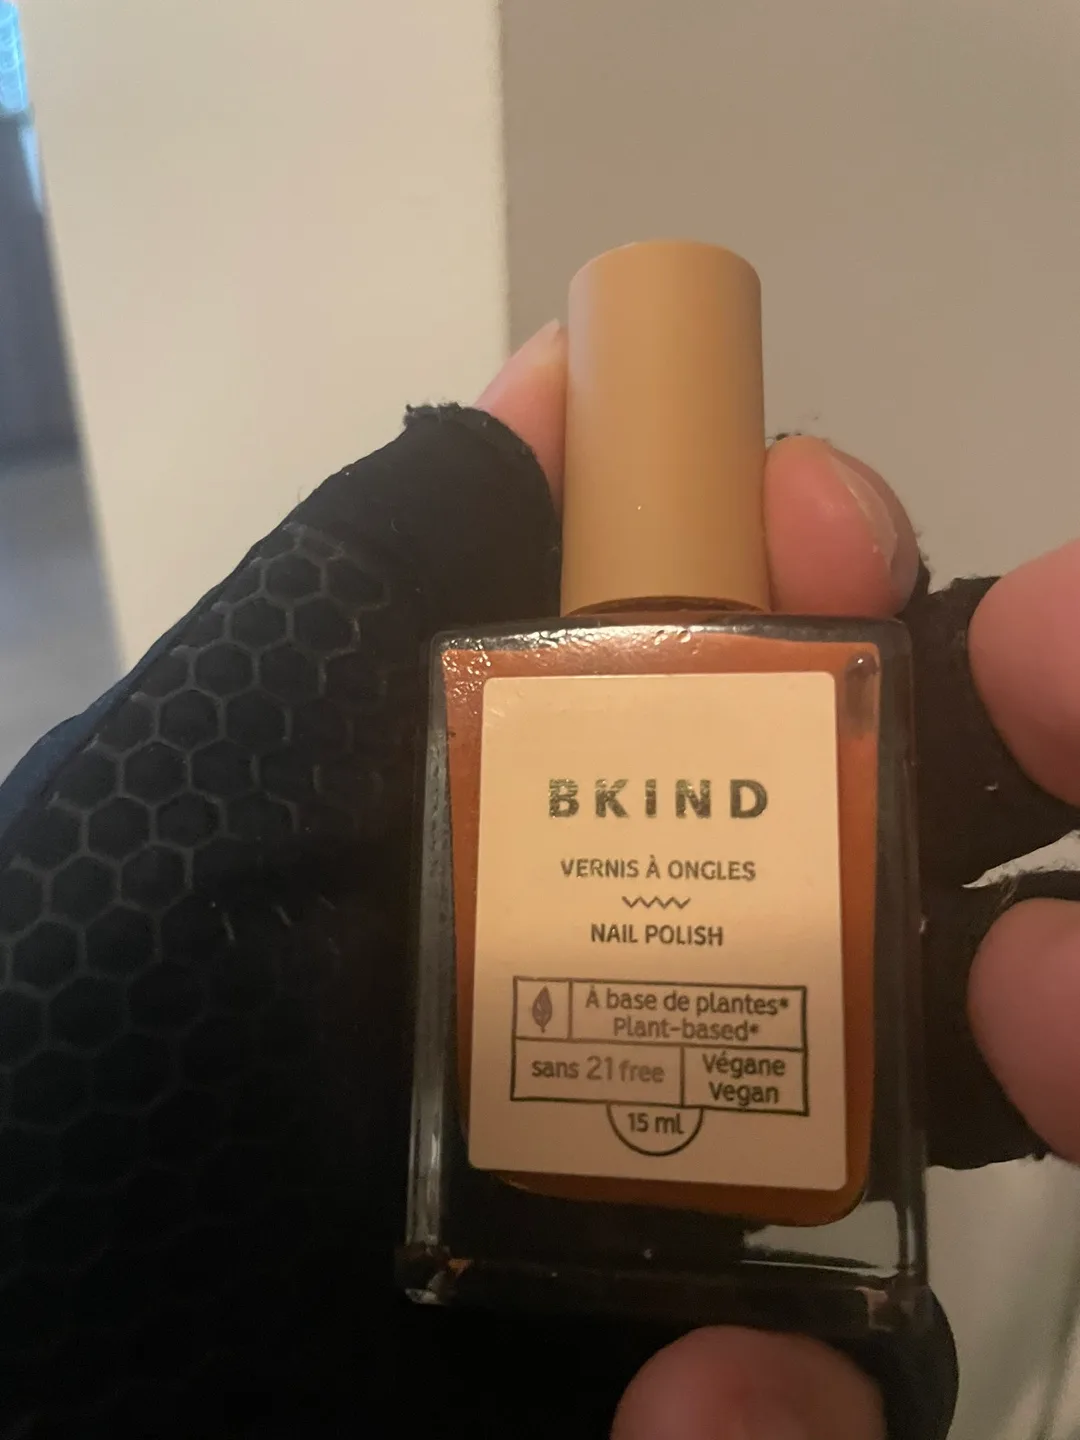 BKIND
VERNIS À ONGLES
NAIL POLISH
À base de plantes*
Plant-based*
sans 21 free
Végane
Vegan
15 ml